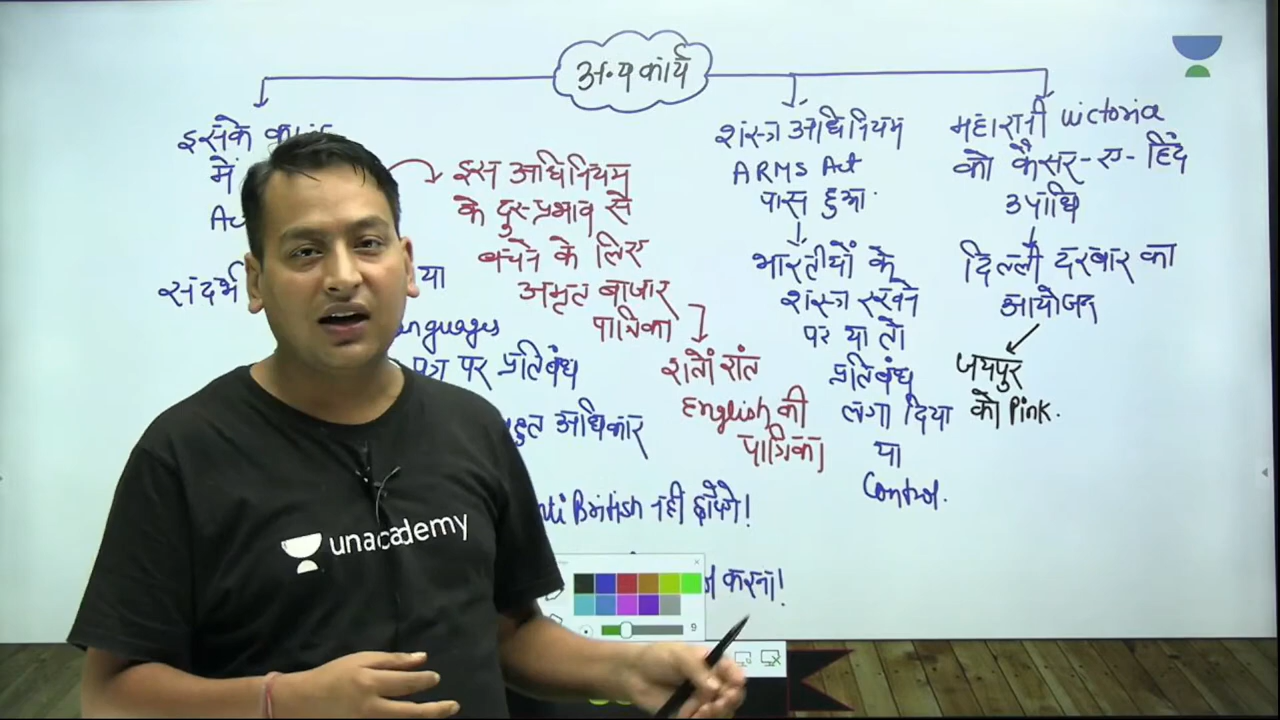 अन्य कार्य
इसके
में
संदर्भ
या
पत्र पर प्रतिबंध
अधिकार
British नहीं छापेंगे!
करना!
इस अधिनियम
के दुस्प्रभाव से
बचने के लिए
अमृत बाजार
पत्रिका
रातों रांत
English की
पात्रिका
शस्त्र अधिनियम
ARMS Act
पास हुआ.
भारतीयों के
शस्त्र रखने
पर या तो
प्रतिबंध
लगा दिया
या
Control.
महारानी Victoria
को कैसर-ए-हिंद
उपाधि
दिल्ली दरबार का
आयोजन
जयपुर
को Pink.
unacademy
9